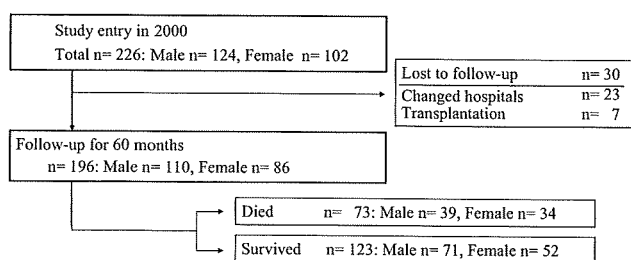 Study entry in 2000
Total n= 226: Male n= 124, Female n= 102
Lost to follow-up n= 30
Changed hospitals n= 23
Transplantation n= 7
Follow-up for 60 months
n= 196: Male n= 110, Female n= 86
Died n= 73: Male n= 39, Female n= 34
Survived n= 123: Male n= 71, Female n= 52